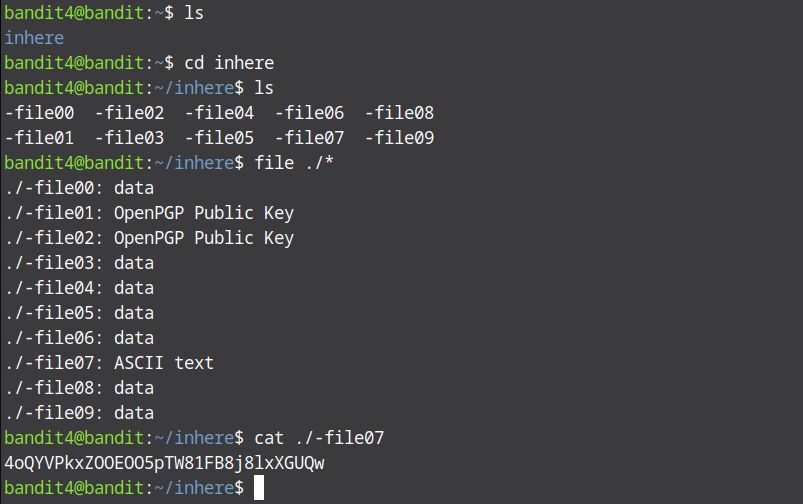 bandit4@bandit:~$ ls
inhere
bandit4@bandit:~$ cd inhere
bandit4@bandit:~/inhere$ ls
-file00  -file02  -file04  -file06  -file08
-file01  -file03  -file05  -file07  -file09
bandit4@bandit:~/inhere$ file ./*
./-file00: data
./-file01: OpenPGP Public Key
./-file02: OpenPGP Public Key
./-file03: data
./-file04: data
./-file05: data
./-file06: data
./-file07: ASCII text
./-file08: data
./-file09: data
bandit4@bandit:~/inhere$ cat ./-file07
4oQYVPkxZOOEOO5pTW81FB8j8lxXGUQw
bandit4@bandit:~/inhere$